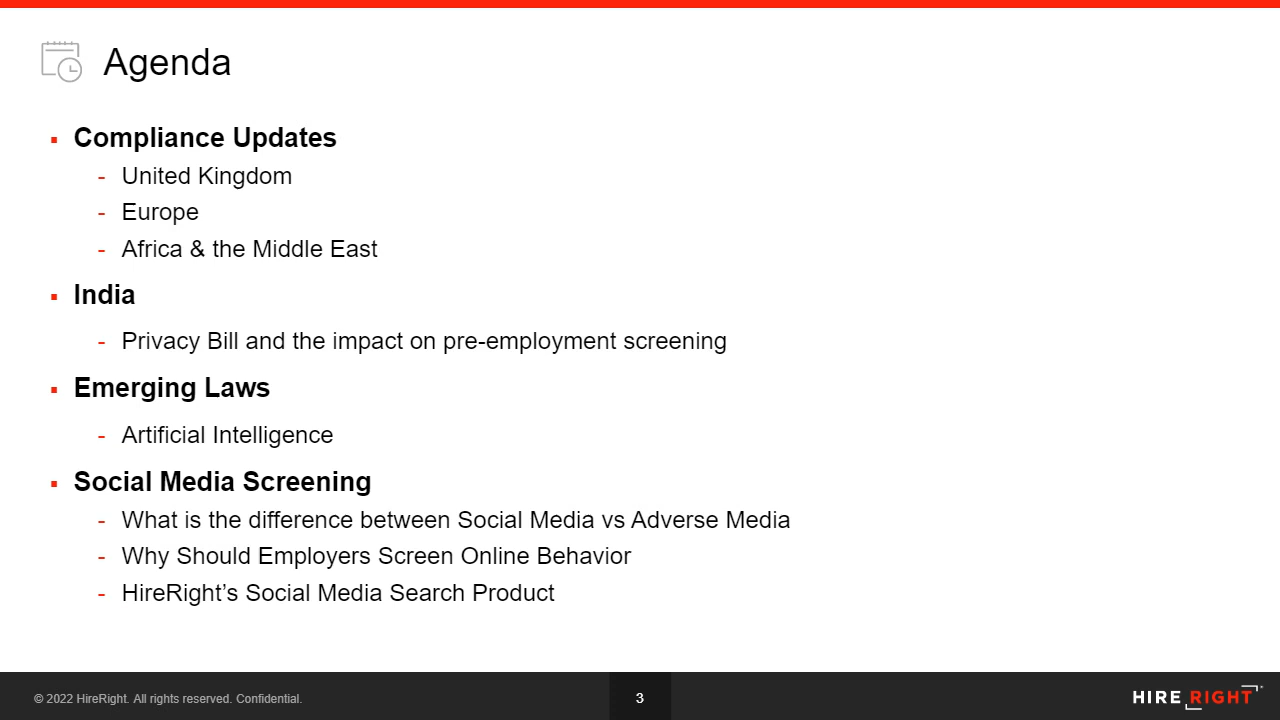 Agenda
▪ Compliance Updates
- United Kingdom
- Europe
- Africa & the Middle East
▪ India
- Privacy Bill and the impact on pre-employment screening
▪ Emerging Laws
- Artificial Intelligence
▪ Social Media Screening
- What is the difference between Social Media vs Adverse Media
- Why Should Employers Screen Online Behavior
- HireRight’s Social Media Search Product
© 2022 HireRight. All rights reserved. Confidential.
3
HIRE RIGHT